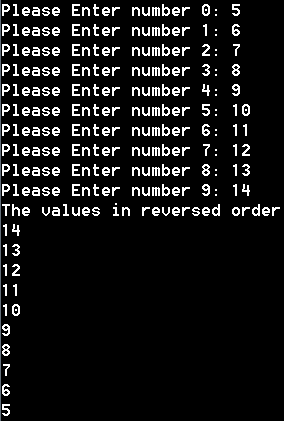 Please Enter number 0: 5
Please Enter number 1: 6
Please Enter number 2: 7
Please Enter number 3: 8
Please Enter number 4: 9
Please Enter number 5: 10
Please Enter number 6: 11
Please Enter number 7: 12
Please Enter number 8: 13
Please Enter number 9: 14
The values in reversed order
14
13
12
11
10
9
8
7
6
5